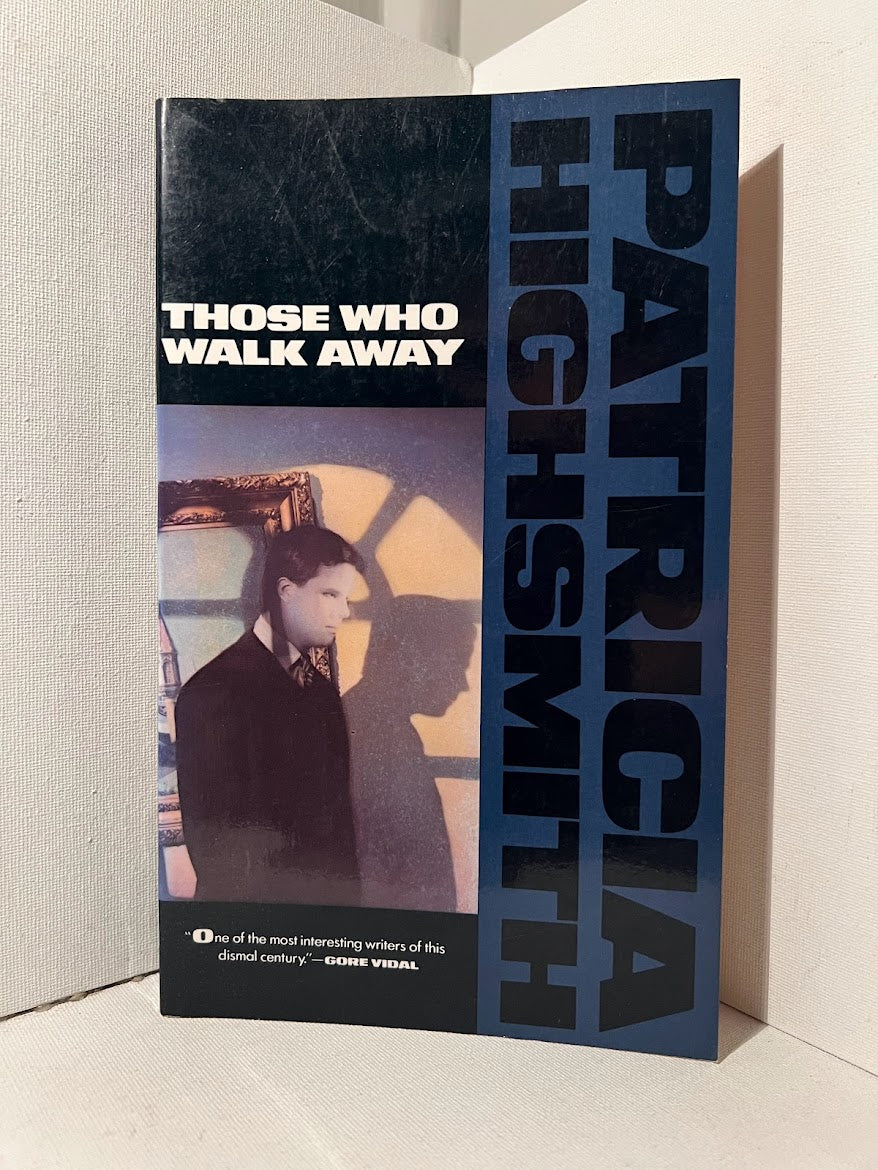 THOSE WHO
WALK AWAY
PATRICIA
HIGHSMITH
"One of the most interesting writers of this
dismal century."—GORE VIDAL